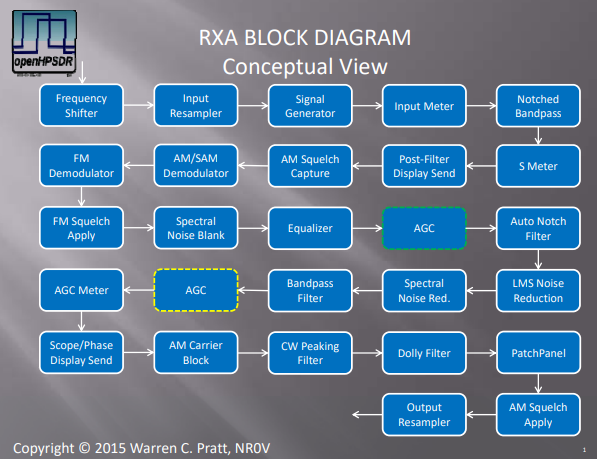 openHPSDR
RXA BLOCK DIAGRAM
Conceptual View
Frequency
Shifter
Input
Resampler
Signal
Generator
Input Meter
Notched
Bandpass
FM
Demodulator
AM/SAM
Demodulator
AM Squelch
Capture
Post-Filter
Display Send
S Meter
FM Squelch
Apply
Spectral
Noise Blank
Equalizer
AGC
Auto Notch
Filter
AGC Meter
AGC
Bandpass
Filter
Spectral
Noise Red.
LMS Noise
Reduction
Scope/Phase
Display Send
AM Carrier
Block
CW Peaking
Filter
Dolly Filter
PatchPanel
Output
Resampler
AM Squelch
Apply
Copyright © 2015 Warren C. Pratt, NR0V
1